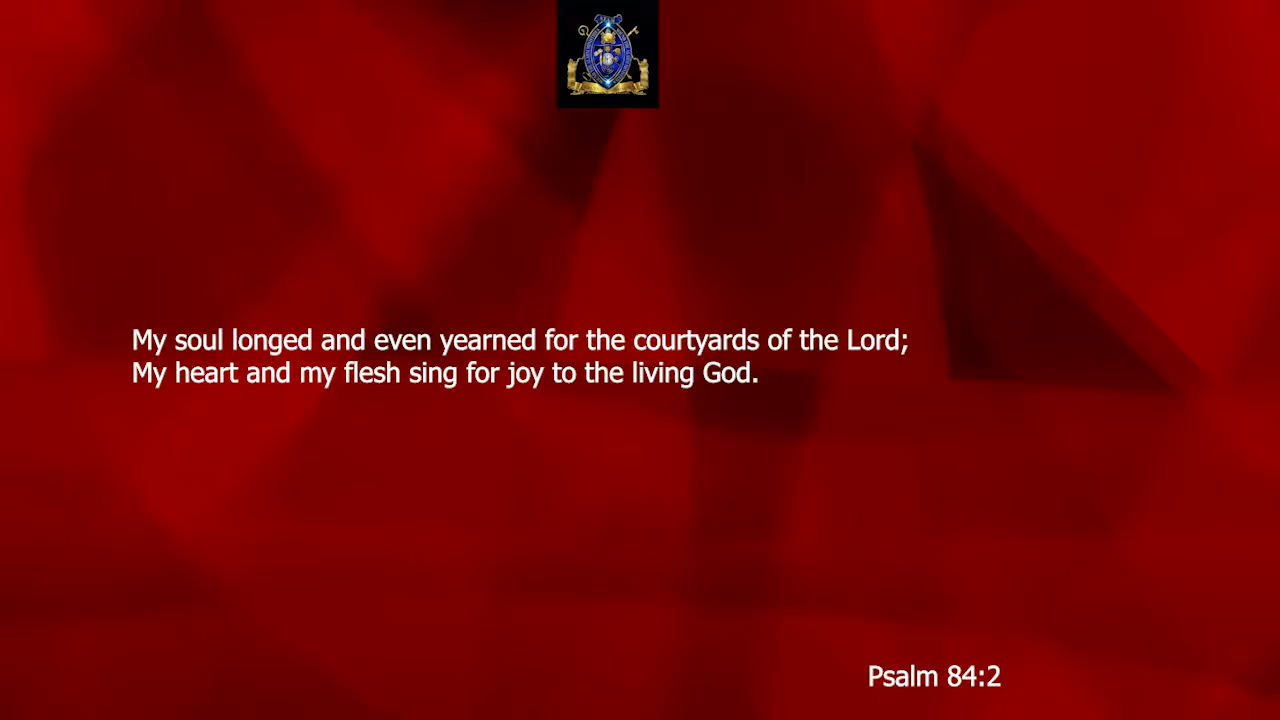 My soul longed and even yearned for the courtyards of the Lord;
My heart and my flesh sing for joy to the living God.
Psalm 84:2